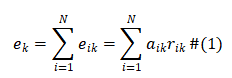 e_k = \sum_{i=1}^{N} e_{ik} = \sum_{i=1}^{N} a_{ik} r_{ik} #(1)